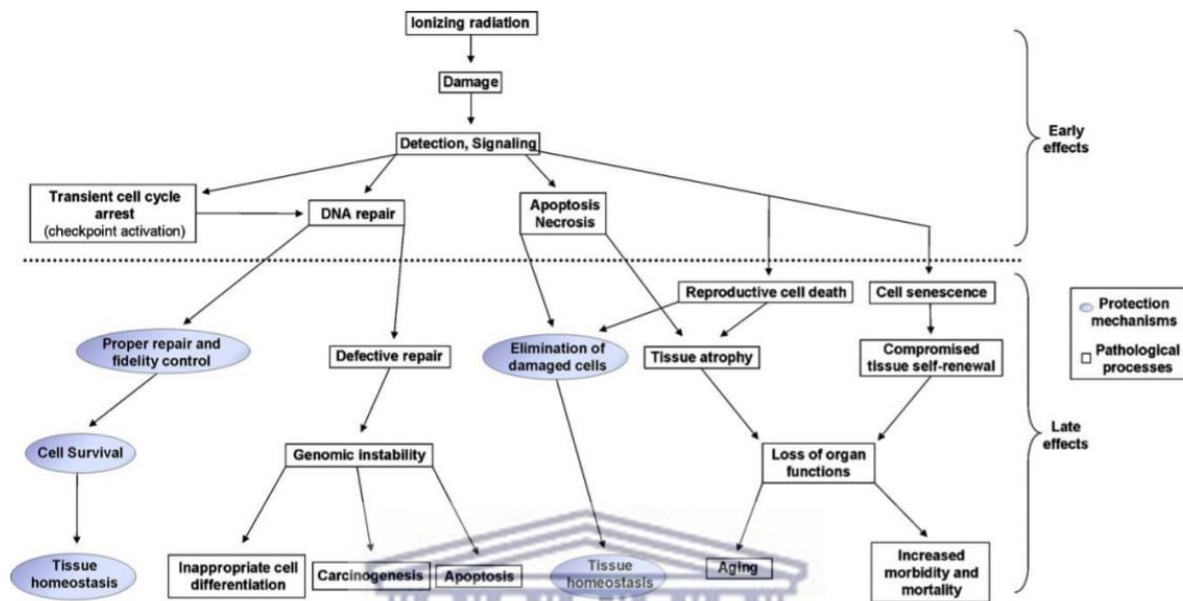 Ionizing radiation
Damage
Detection, Signaling
Early
effects
Transient cell cycle
arrest
(checkpoint activation)
DNA repair
Apoptosis
Necrosis
Reproductive cell death
Cell senescence
Protection
mechanisms
Pathological
processes
Proper repair and
fidelity control
Defective repair
Elimination of
damaged cells
Tissue atrophy
Compromised
tissue self-renewal
Late
effects
Cell Survival
Genomic instability
Loss of organ
functions
Tissue
homeostasis
Inappropriate cell
differentiation
Carcinogenesis
Apoptosis
Tissue
homeostasis
Aging
Increased
morbidity and
mortality